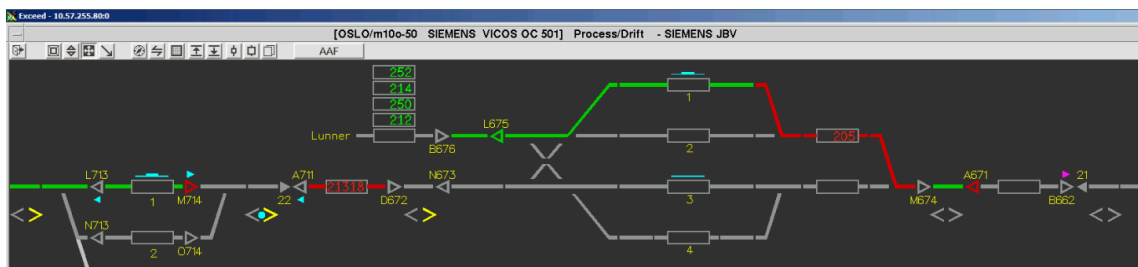 Exceed - 10.57.255.80:0
[OSLO/m10o-50 SIEMENS VICOS OC 501] Process/Drift - SIEMENS JBV
AAF
252
214
250
212
Lunner
B676
L675
1
2
205
L713
1
M714
A711
22
21318
D672
N673
3
M674
A671
B662
21
N713
2
O714
4